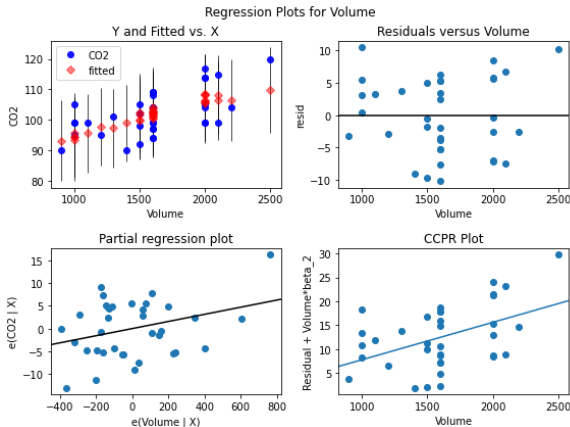 Regression Plots for Volume
Y and Fitted vs. X
CO2
fitted
120
110
100
90
80
CO2
1000
1500
2000
2500
Volume
Residuals versus Volume
10
5
0
−5
−10
resid
1000
1500
2000
2500
Volume
Partial regression plot
15
10
5
0
−5
−10
e(CO2 | X)
−400
−200
0
200
400
600
800
e(Volume | X)
CCPR Plot
30
25
20
15
10
5
Residual + Volume*beta_2
1000
1500
2000
2500
Volume